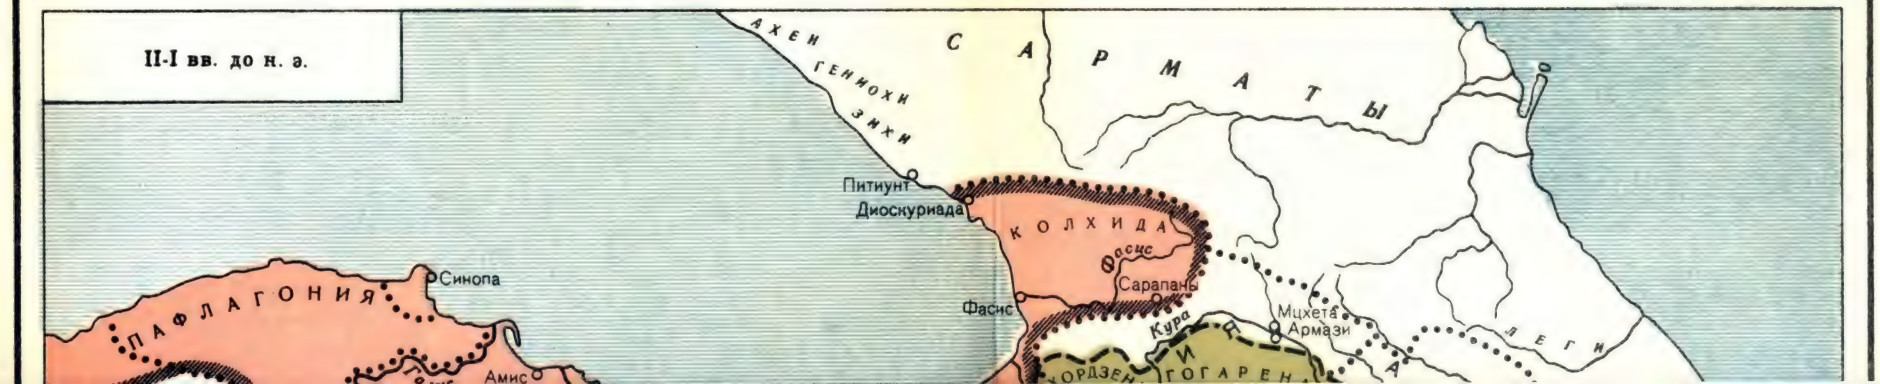 II-I вв. до н. э.
АХЕИ
ГЕНИОХИ
ЗИХИ
САРМАТЫ
Питиунт
Диоскуриада
КОЛХИДА
Фасис
Сарапаны
Фасис
Синопа
ПАФЛАГОНИЯ
Амис
Кура
Мцхета
Армази
ЛЕГИ
ГОГАРЕНА